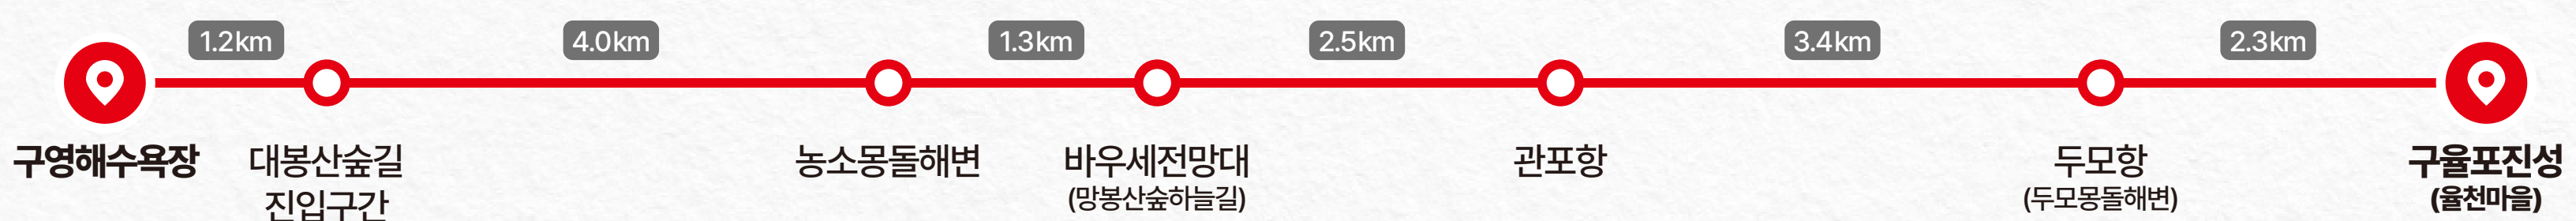 1.2km
4.0km
1.3km
2.5km
3.4km
2.3km
구영해수욕장
대봉산숲길
진입구간
농소몽돌해변
바우세전망대
(망봉산숲하늘길)
관포항
두모항
(두모몽돌해변)
구율포진성
(율천마을)